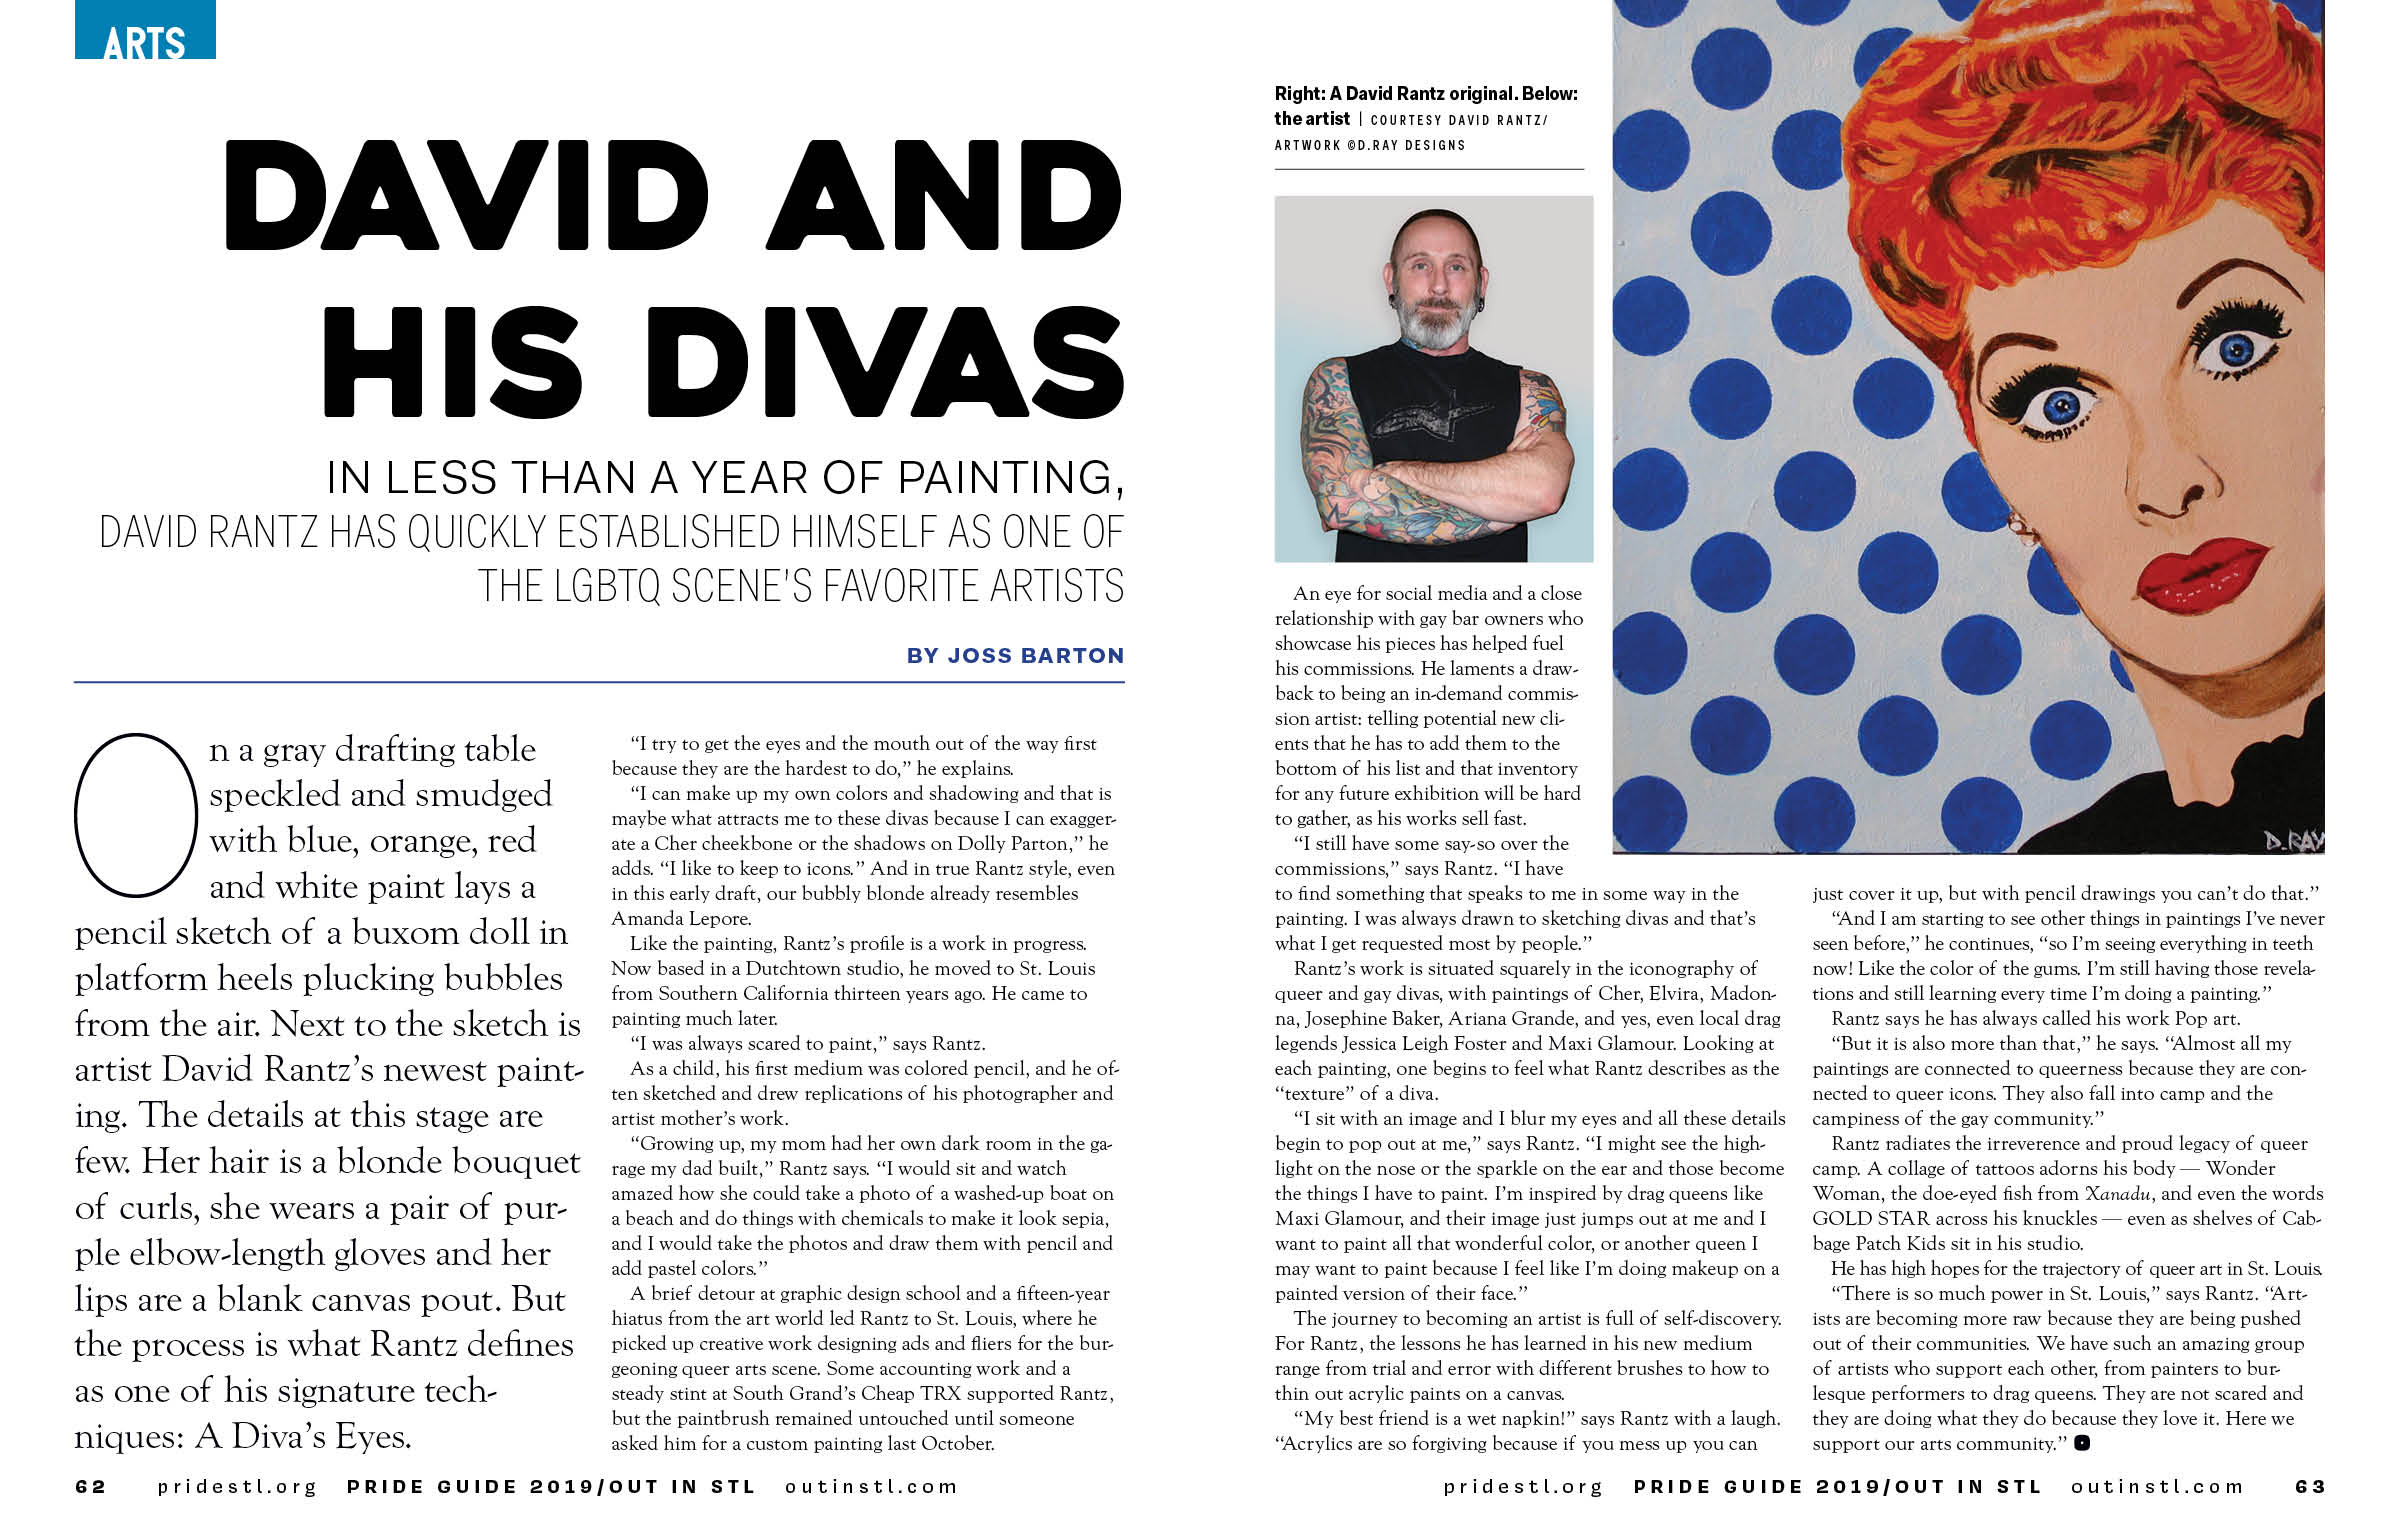 ARTS
DAVID AND
HIS DIVAS
IN LESS THAN A YEAR OF PAINTING,
DAVID RANTZ HAS QUICKLY ESTABLISHED HIMSELF AS ONE OF
THE LGBTQ SCENE'S FAVORITE ARTISTS
BY JOSS BARTON
On a gray drafting table
speckled and smudged
with blue, orange, red
and white paint lays a
pencil sketch of a buxom doll in
platform heels plucking bubbles
from the air. Next to the sketch is
artist David Rantz’s newest paint-
ing. The details at this stage are
few. Her hair is a blonde bouquet
of curls, she wears a pair of pur-
ple elbow-length gloves and her
lips are a blank canvas pout. But
the process is what Rantz defines
as one of his signature tech-
niques: A Diva’s Eyes.
“I try to get the eyes and the mouth out of the way first
because they are the hardest to do,” he explains.
“I can make up my own colors and shadowing and that is
maybe what attracts me to these divas because I can exagger-
ate a Cher cheekbone or the shadows on Dolly Parton,” he
adds. “I like to keep to icons.” And in true Rantz style, even
in this early draft, our bubbly blonde already resembles
Amanda Lepore.
Like the painting, Rantz’s profile is a work in progress.
Now based in a Dutchtown studio, he moved to St. Louis
from Southern California thirteen years ago. He came to
painting much later.
“I was always scared to paint,” says Rantz.
As a child, his first medium was colored pencil, and he of-
ten sketched and drew replications of his photographer and
artist mother’s work.
“Growing up, my mom had her own dark room in the ga-
rage my dad built,” Rantz says. “I would sit and watch
amazed how she could take a photo of a washed-up boat on
a beach and do things with chemicals to make it look sepia,
and I would take the photos and draw them with pencil and
add pastel colors.”
A brief detour at graphic design school and a fifteen-year
hiatus from the art world led Rantz to St. Louis, where he
picked up creative work designing ads and fliers for the bur-
geoning queer arts scene. Some accounting work and a
steady stint at South Grand’s Cheap TRX supported Rantz,
but the paintbrush remained untouched until someone
asked him for a custom painting last October.
62 pridestl.org PRIDE GUIDE 2019/OUT IN STL outinstl.com
Right: A David Rantz original. Below:
the artist | COURTESY DAVID RANTZ/
ARTWORK ©D.RAY DESIGNS
D.RAY
An eye for social media and a close
relationship with gay bar owners who
showcase his pieces has helped fuel
his commissions. He laments a draw-
back to being an in-demand commis-
sion artist: telling potential new cli-
ents that he has to add them to the
bottom of his list and that inventory
for any future exhibition will be hard
to gather, as his works sell fast.
“I still have some say-so over the
commissions,” says Rantz. “I have
to find something that speaks to me in some way in the
painting. I was always drawn to sketching divas and that’s
what I get requested most by people.”
Rantz’s work is situated squarely in the iconography of
queer and gay divas, with paintings of Cher, Elvira, Madon-
na, Josephine Baker, Ariana Grande, and yes, even local drag
legends Jessica Leigh Foster and Maxi Glamour. Looking at
each painting, one begins to feel what Rantz describes as the
“texture” of a diva.
“I sit with an image and I blur my eyes and all these details
begin to pop out at me,” says Rantz. “I might see the high-
light on the nose or the sparkle on the ear and those become
the things I have to paint. I’m inspired by drag queens like
Maxi Glamour, and their image just jumps out at me and I
want to paint all that wonderful color, or another queen I
may want to paint because I feel like I’m doing makeup on a
painted version of their face.”
The journey to becoming an artist is full of self-discovery.
For Rantz, the lessons he has learned in his new medium
range from trial and error with different brushes to how to
thin out acrylic paints on a canvas.
“My best friend is a wet napkin!” says Rantz with a laugh.
“Acrylics are so forgiving because if you mess up you can
just cover it up, but with pencil drawings you can’t do that.”
“And I am starting to see other things in paintings I’ve never
seen before,” he continues, “so I’m seeing everything in teeth
now! Like the color of the gums. I’m still having those revela-
tions and still learning every time I’m doing a painting.”
Rantz says he has always called his work Pop art.
“But it is also more than that,” he says. “Almost all my
paintings are connected to queerness because they are con-
nected to queer icons. They also fall into camp and the
campiness of the gay community.”
Rantz radiates the irreverence and proud legacy of queer
camp. A collage of tattoos adorns his body — Wonder
Woman, the doe-eyed fish from Xanadu, and even the words
GOLD STAR across his knuckles — even as shelves of Cab-
bage Patch Kids sit in his studio.
He has high hopes for the trajectory of queer art in St. Louis.
“There is so much power in St. Louis,” says Rantz. “Art-
ists are becoming more raw because they are being pushed
out of their communities. We have such an amazing group
of artists who support each other, from painters to bur-
lesque performers to drag queens. They are not scared and
they are doing what they do because they love it. Here we
support our arts community.”
pridestl.org PRIDE GUIDE 2019/OUT IN STL outinstl.com 63